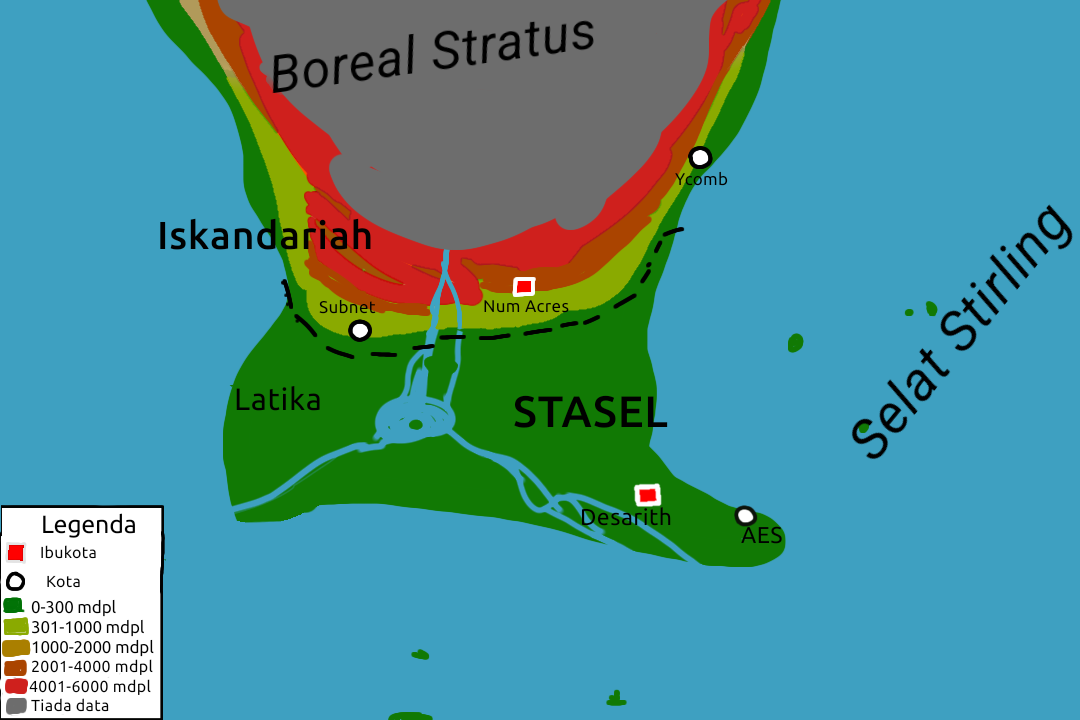 Boreal Stratus
Ycomb
Iskandariah
Selat Stirling
Subnet
Num Acres
Latika
STASEL
Desarith
AES
Legenda
Ibukota
Kota
0-300 mdpl
301-1000 mdpl
1000-2000 mdpl
2001-4000 mdpl
4001-6000 mdpl
Tiada data